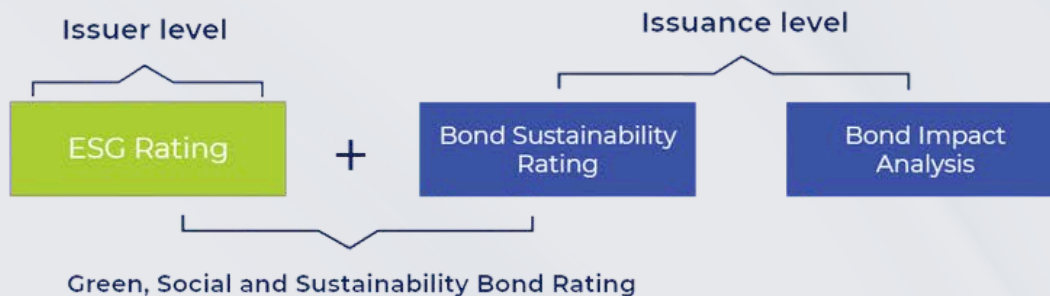 Issuer level
Issuance level
ESG Rating
+
Bond Sustainability
Rating
Bond Impact
Analysis
Green, Social and Sustainability Bond Rating